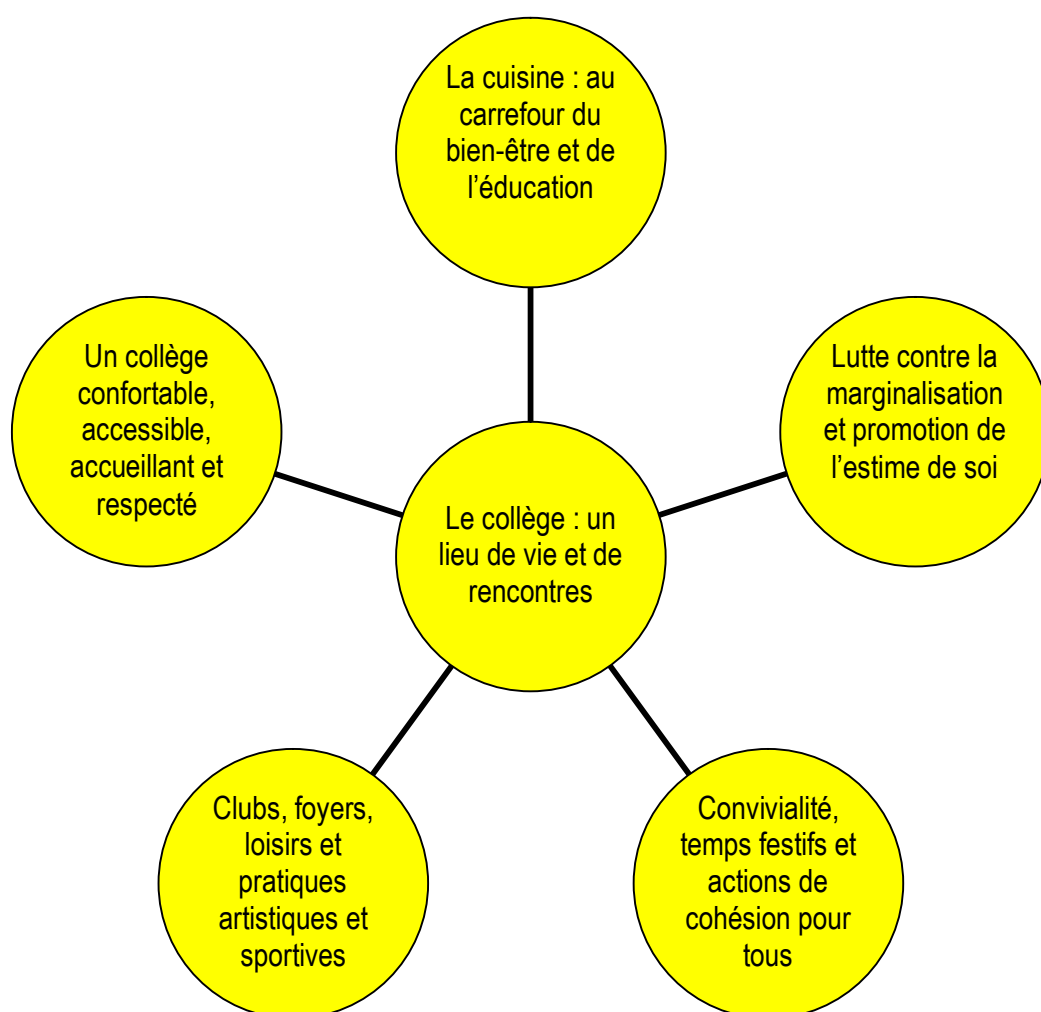 La cuisine : au
carrefour du
bien-être et de
l’éducation
Un collège
confortable,
accessible,
accueillant et
respecté
Lutte contre la
marginalisation
et promotion de
l’estime de soi
Le collège : un
lieu de vie et de
rencontres
Clubs, foyers,
loisirs et
pratiques
artistiques et
sportives
Convivialité,
temps festifs et
actions de
cohésion pour
tous